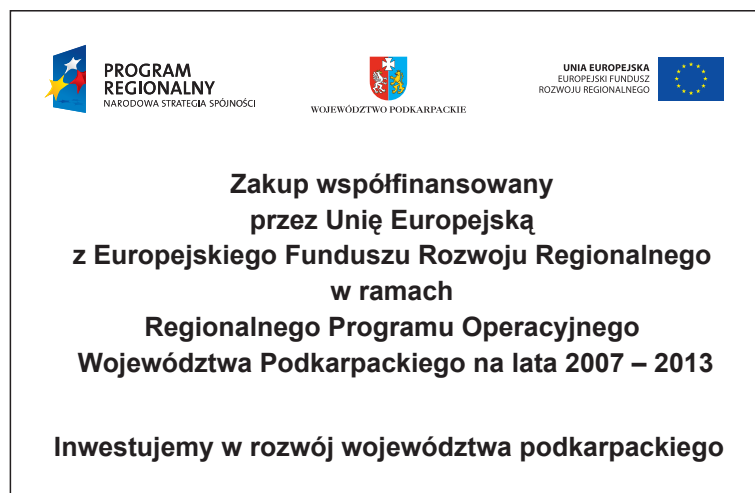 PROGRAM
REGIONALNY
NARODOWA STRATEGIA SPÓJNOŚCI
WOJEWÓDZTWO PODKARPACKIE
UNIA EUROPEJSKA
EUROPEJSKI FUNDUSZ
ROZWOJU REGIONALNEGO
Zakup współfinansowany
przez Unię Europejską
z Europejskiego Funduszu Rozwoju Regionalnego
w ramach
Regionalnego Programu Operacyjnego
Województwa Podkarpackiego na lata 2007 – 2013
Inwestujemy w rozwój województwa podkarpackiego